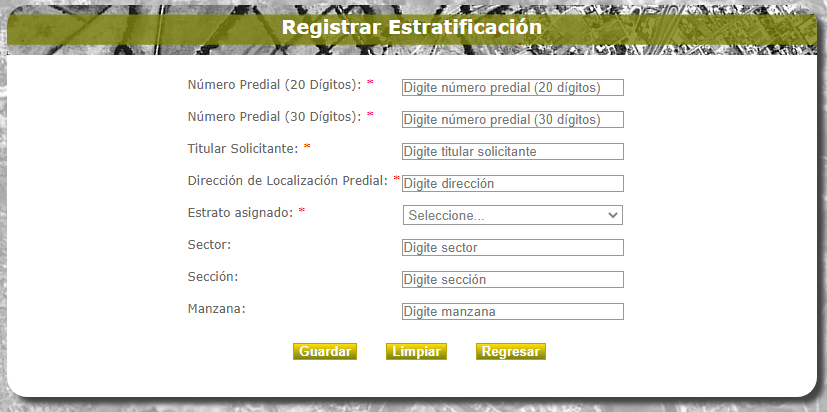 Registrar Estratificación
Número Predial (20 Dígitos): * Digite número predial (20 dígitos)
Número Predial (30 Dígitos): * Digite número predial (30 dígitos)
Titular Solicitante: * Digite titular solicitante
Dirección de Localización Predial: * Digite dirección
Estrato asignado: * Seleccione...
Sector: Digite sector
Sección: Digite sección
Manzana: Digite manzana
Guardar Limpiar Regresar